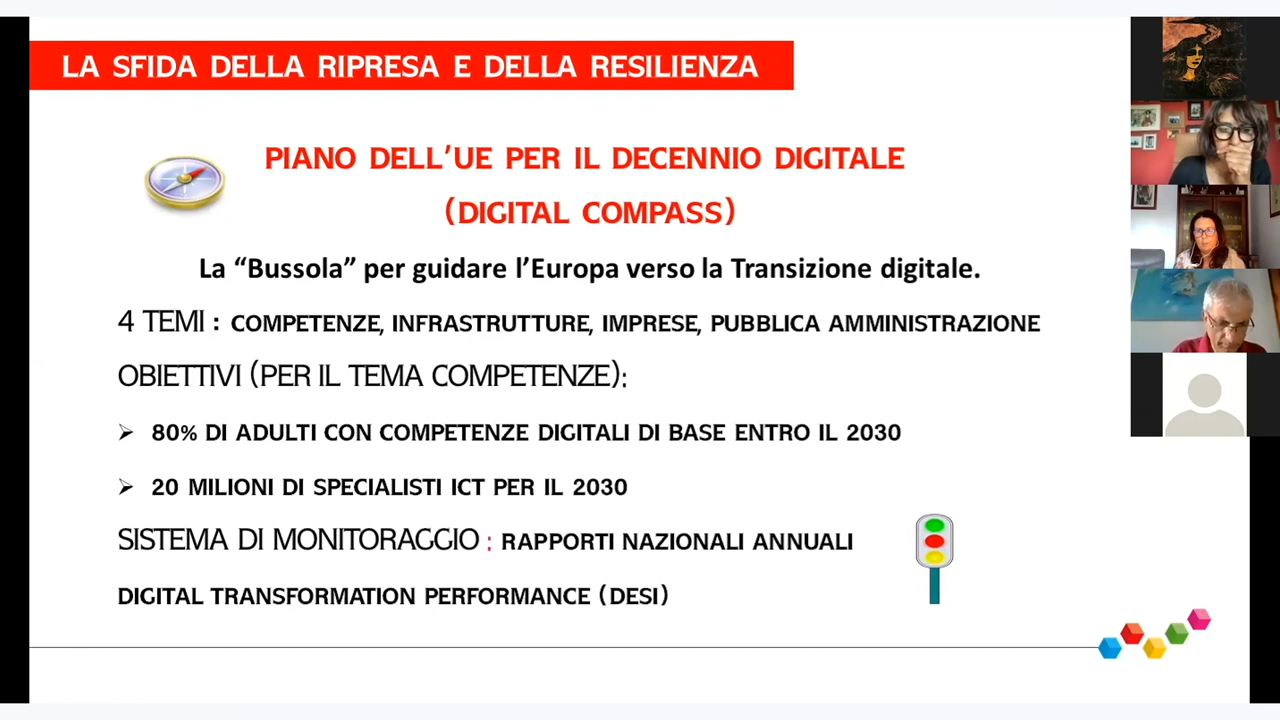 LA SFIDA DELLA RIPRESA E DELLA RESILIENZA
PIANO DELL'UE PER IL DECENNIO DIGITALE
(DIGITAL COMPASS)
La “Bussola” per guidare l’Europa verso la Transizione digitale.
4 TEMI : COMPETENZE, INFRASTRUTTURE, IMPRESE, PUBBLICA AMMINISTRAZIONE
OBIETTIVI (PER IL TEMA COMPETENZE):
➢ 80% DI ADULTI CON COMPETENZE DIGITALI DI BASE ENTRO IL 2030
➢ 20 MILIONI DI SPECIALISTI ICT PER IL 2030
SISTEMA DI MONITORAGGIO : RAPPORTI NAZIONALI ANNUALI
DIGITAL TRANSFORMATION PERFORMANCE (DESI)